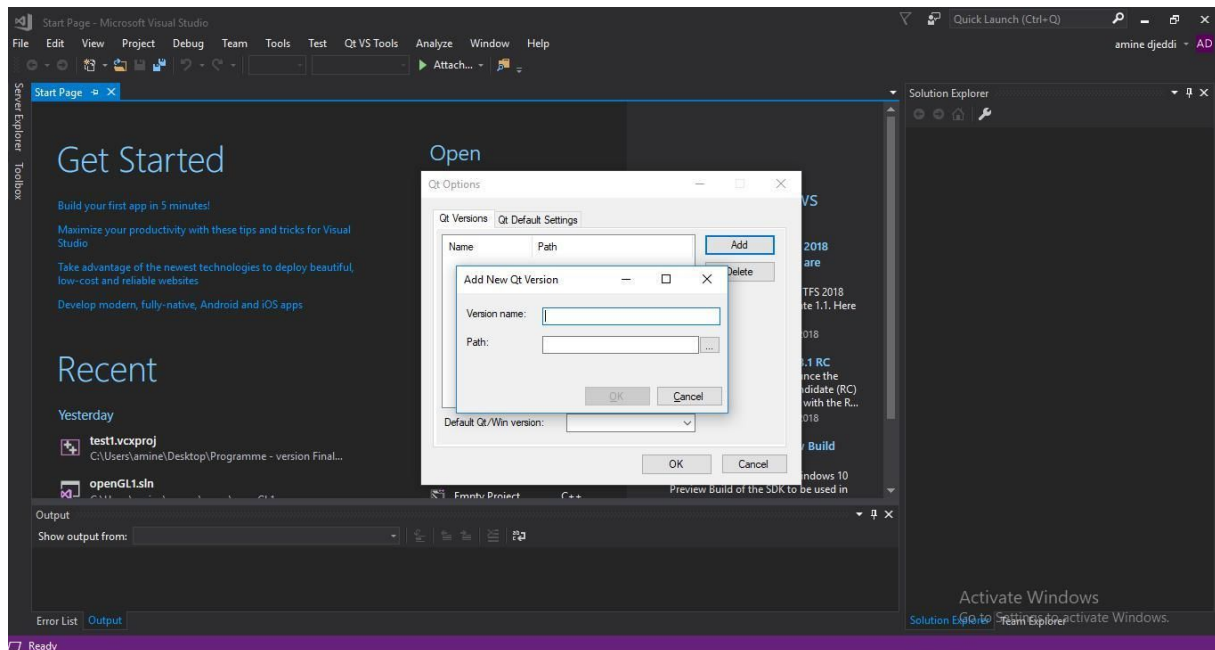 Start Page - Microsoft Visual Studio
Quick Launch (Ctrl+Q)
File Edit View Project Debug Team Tools Test Qt VS Tools Analyze Window Help
amine djeddi AD
Attach...
Server Explorer
Toolbox
Start Page
Get Started
Build your first app in 5 minutes!
Maximize your productivity with these tips and tricks for Visual
Studio
Take advantage of the newest technologies to deploy beautiful,
low-cost and reliable websites
Develop modern, fully-native, Android and iOS apps
Recent
Yesterday
test1.vcxproj
C:\Users\amine\Desktop\Programme - version Final...
openGL1.sln
Open
Empty Project C++
Qt Options
Qt Versions Qt Default Settings
Name Path
Add
Delete
Add New Qt Version
Version name:
Path:
...
OK Cancel
Default Qt/Win version:
OK Cancel
VS
2018
are
TFS 2018
1.1. Here
2018
.1 RC
the
(RC)
with the R...
2018
Build
10
Preview Build of the SDK to be used in
Solution Explorer
Output
Show output from:
Error List Output
Activate Windows
Go to Settings to activate Windows.
Solution Explorer Team Explorer
Ready